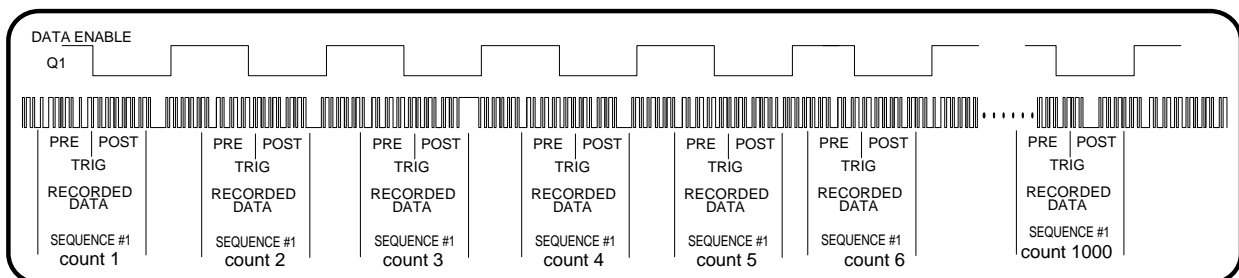 DATA ENABLE
Q1
PRE POST PRE POST PRE POST PRE POST PRE POST PRE POST PRE POST
TRIG TRIG TRIG TRIG TRIG TRIG TRIG
RECORDED RECORDED RECORDED RECORDED RECORDED RECORDED RECORDED
DATA DATA DATA DATA DATA DATA DATA
SEQUENCE #1 SEQUENCE #1 SEQUENCE #1 SEQUENCE #1 SEQUENCE #1 SEQUENCE #1 SEQUENCE #1
count 1 count 2 count 3 count 4 count 5 count 6 count 1000